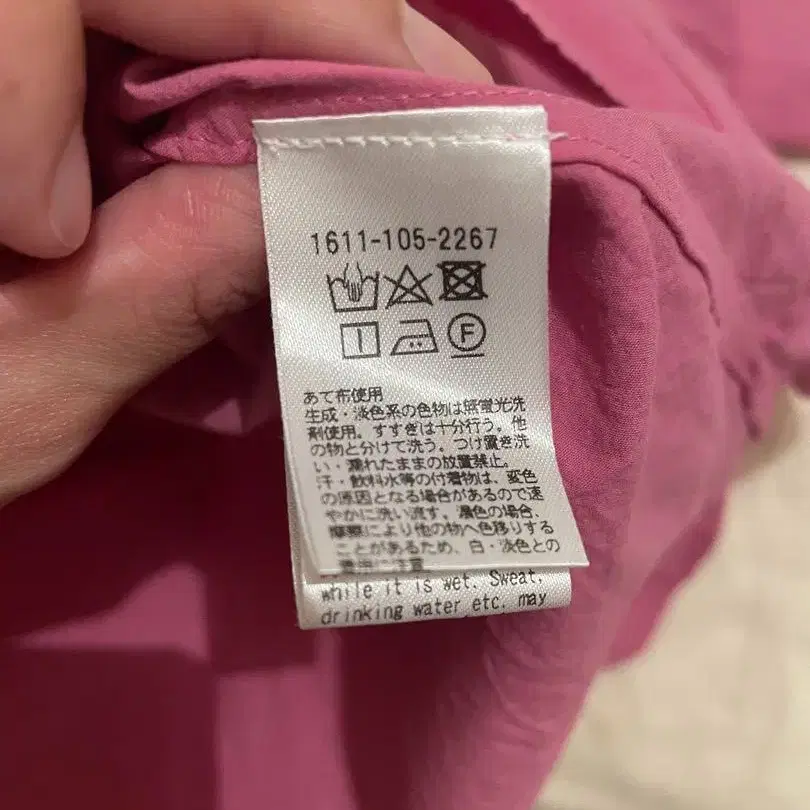 1611-105-2267
F
あて布使用
生成・淡色系の色物は無蛍光洗
剤使用。すすぎは十分行う。他
の物と分けて洗う。つけ置き洗
い・濡れたままの放置禁止。
汗・飲料水等の付着物は、変色
の原因となる場合があるので速
やかに洗い渡す。濃色の場合、
摩擦により他の物へ色移りする
ことがあるため、白・淡色との
着用に注意
while it is wet. Sweat,
drinking water etc. may